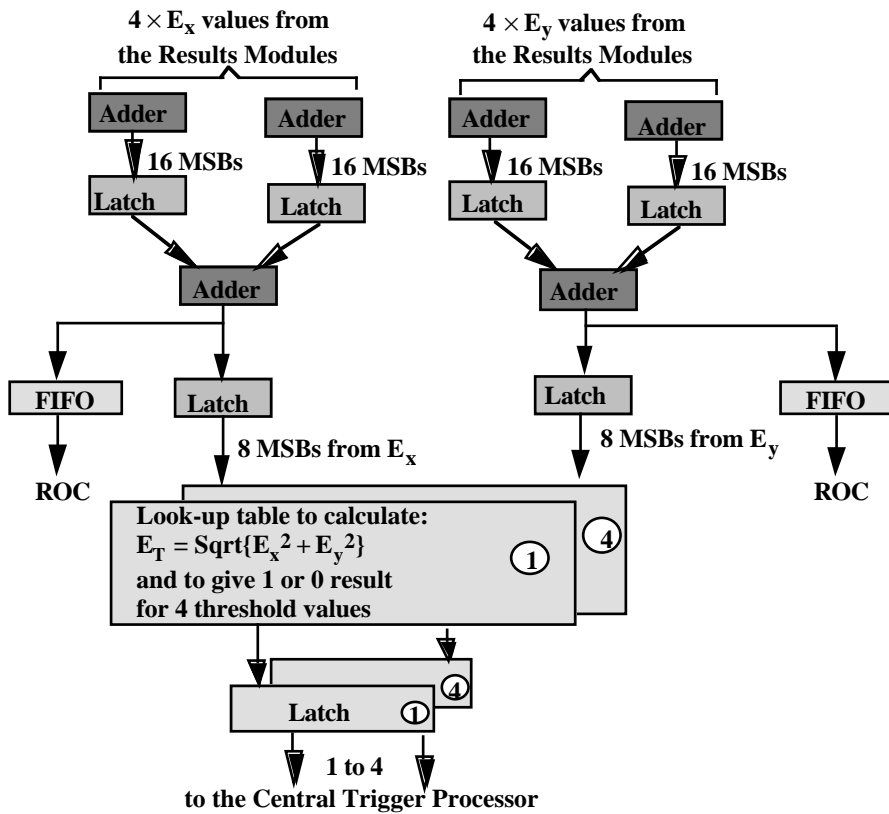 4 × Ex values from
the Results Modules
4 × Ey values from
the Results Modules
Adder
Adder
Adder
Adder
16 MSBs
16 MSBs
16 MSBs
16 MSBs
Latch
Latch
Latch
Latch
Adder
Adder
FIFO
Latch
Latch
FIFO
8 MSBs from Ex
8 MSBs from Ey
ROC
ROC
Look-up table to calculate:
ET = Sqrt{Ex² + Ey²}
and to give 1 or 0 result
for 4 threshold values
1
4
Latch
1
4
1 to 4
to the Central Trigger Processor